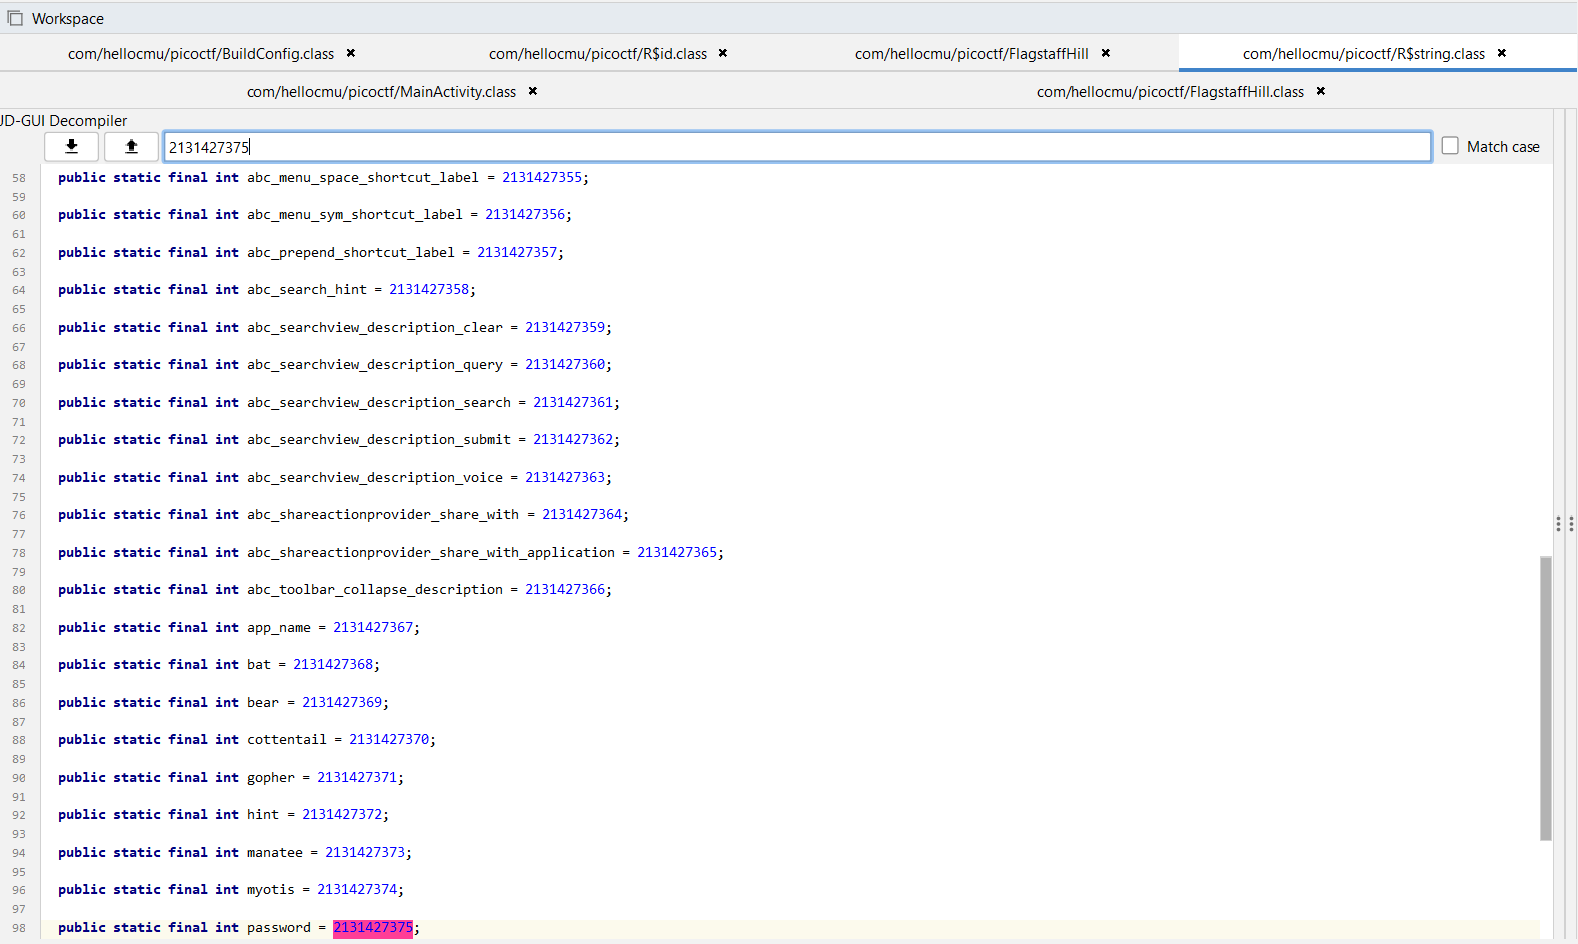 Workspace
com/hellocmu/picoctf/BuildConfig.class × com/hellocmu/picoctf/R$id.class × com/hellocmu/picoctf/FlagstaffHill × com/hellocmu/picoctf/R$string.class ×
com/hellocmu/picoctf/MainActivity.class × com/hellocmu/picoctf/FlagstaffHill.class ×
JD-GUI Decompiler
2131427375 Match case
58 public static final int abc_menu_space_shortcut_label = 2131427355;
59
60 public static final int abc_menu_sym_shortcut_label = 2131427356;
61
62 public static final int abc_prepend_shortcut_label = 2131427357;
63
64 public static final int abc_search_hint = 2131427358;
65
66 public static final int abc_searchview_description_clear = 2131427359;
67
68 public static final int abc_searchview_description_query = 2131427360;
69
70 public static final int abc_searchview_description_search = 2131427361;
71
72 public static final int abc_searchview_description_submit = 2131427362;
73
74 public static final int abc_searchview_description_voice = 2131427363;
75
76 public static final int abc_shareactionprovider_share_with = 2131427364;
77
78 public static final int abc_shareactionprovider_share_with_application = 2131427365;
79
80 public static final int abc_toolbar_collapse_description = 2131427366;
81
82 public static final int app_name = 2131427367;
83
84 public static final int bat = 2131427368;
85
86 public static final int bear = 2131427369;
87
88 public static final int cottentail = 2131427370;
89
90 public static final int gopher = 2131427371;
91
92 public static final int hint = 2131427372;
93
94 public static final int manatee = 2131427373;
95
96 public static final int myotis = 2131427374;
97
98 public static final int password = 2131427375;